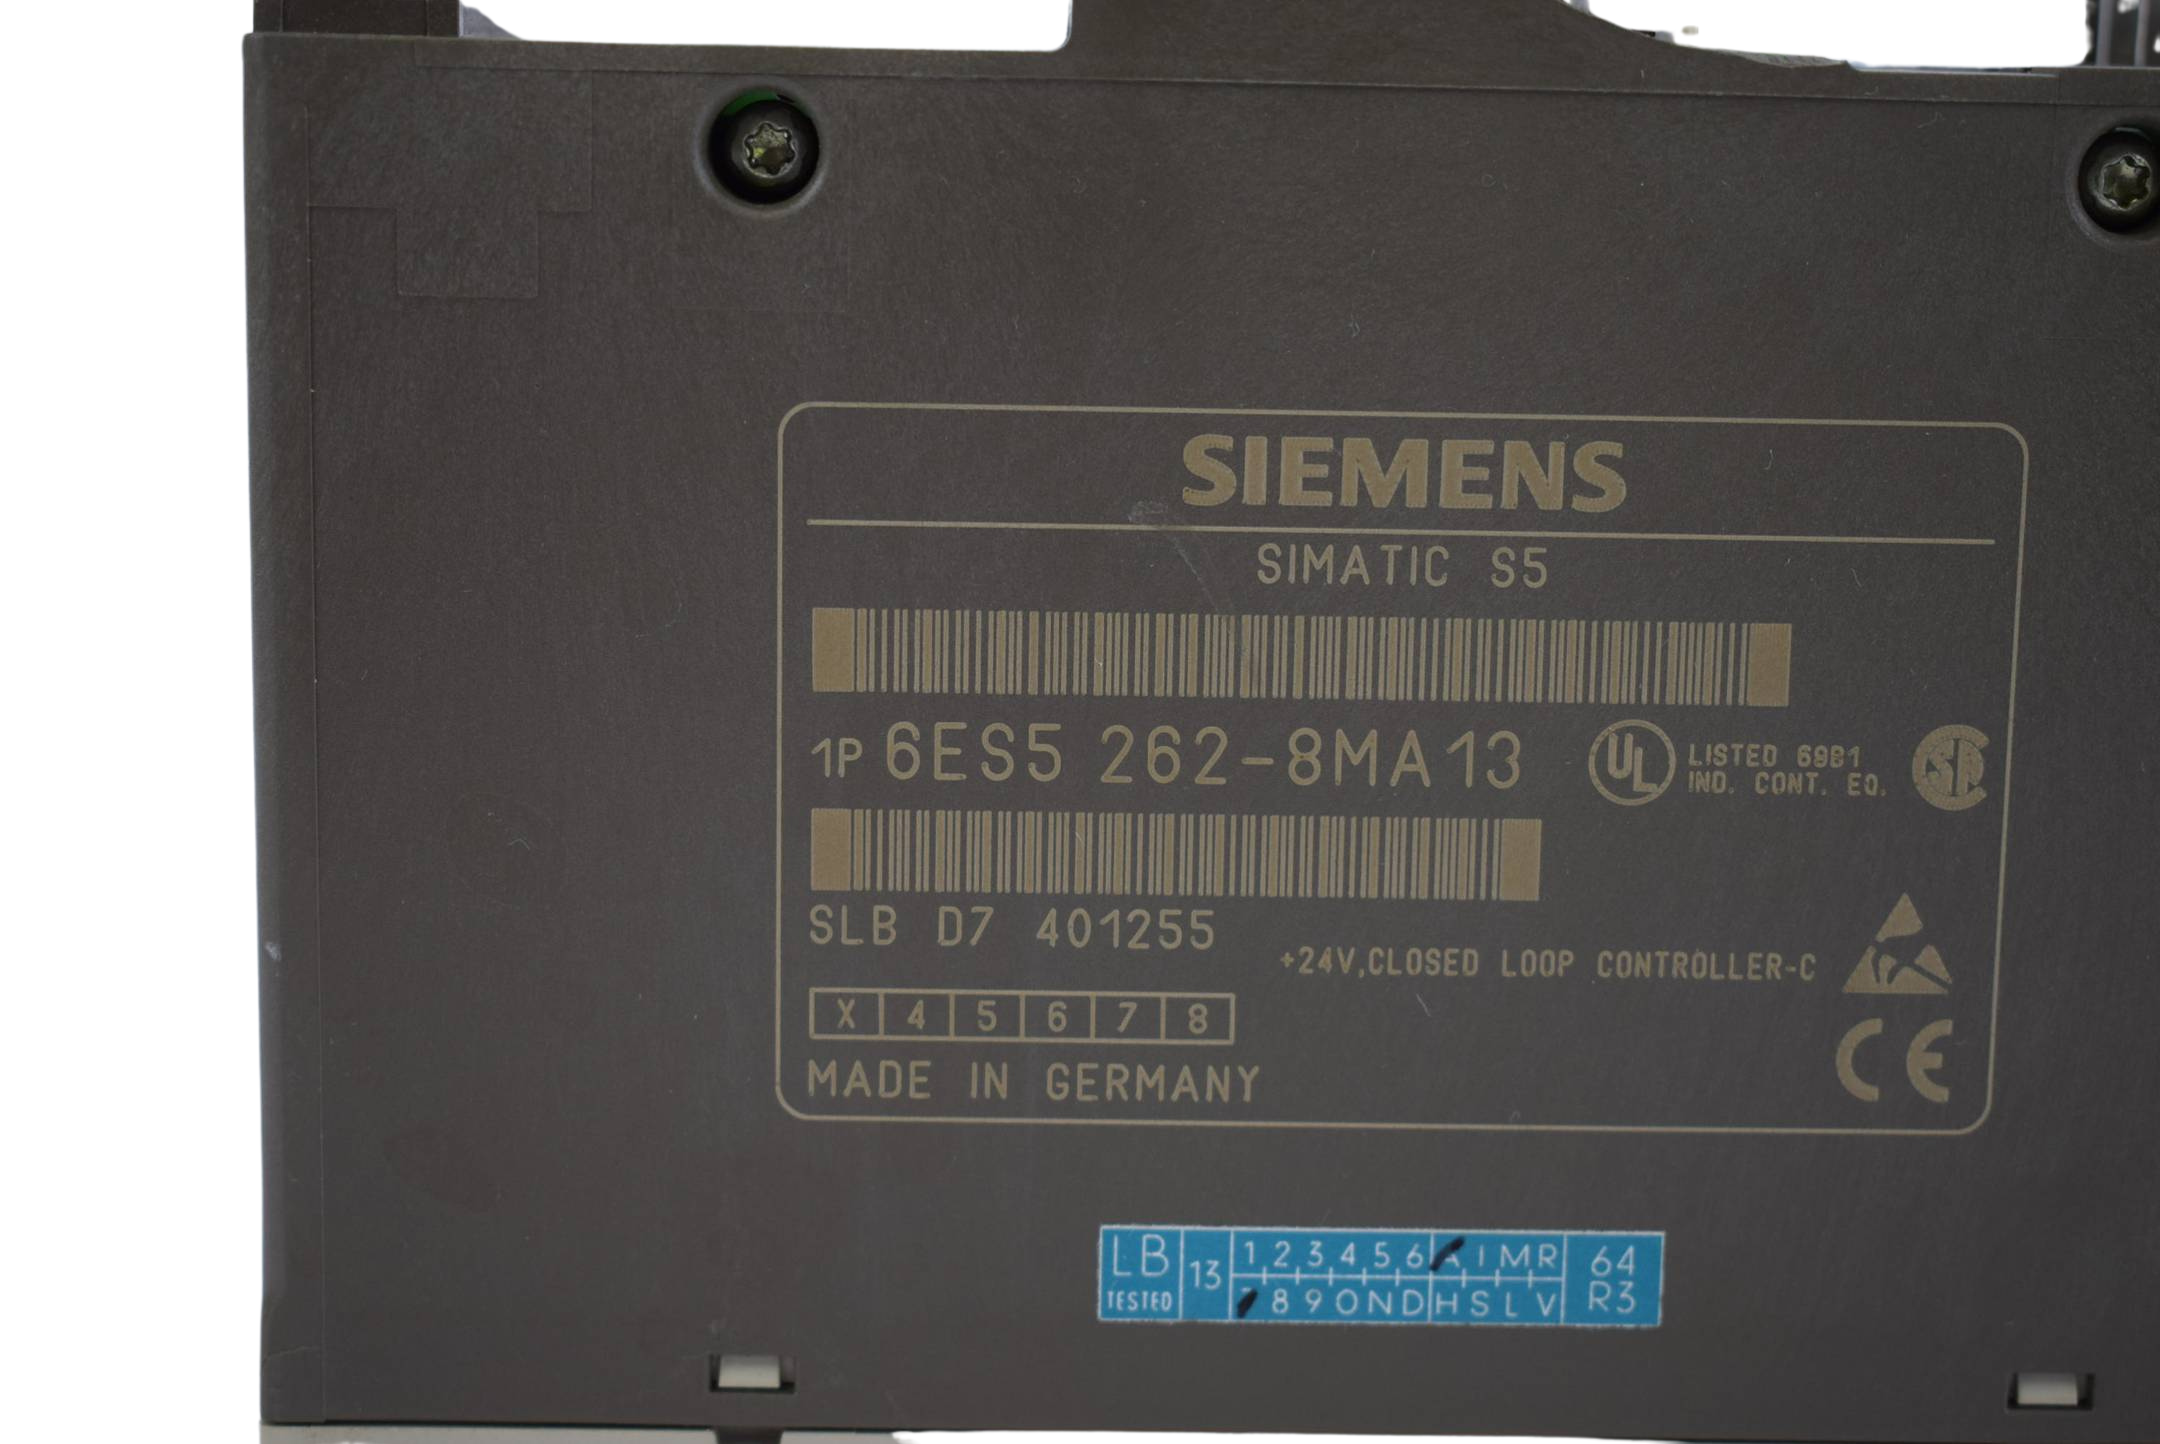 SIEMENS
SIMATIC S5
1P 6ES5 262-8MA13
UL LISTED 69B1
IND. CONT. EQ.
SLB D7 401255
+24V,CLOSED LOOP CONTROLLER-C
X 4 5 6 7 8
MADE IN GERMANY
CE
LB 13 1 2 3 4 5 6 A I M R 64
TESTED 8 9 O N D H S L V R3